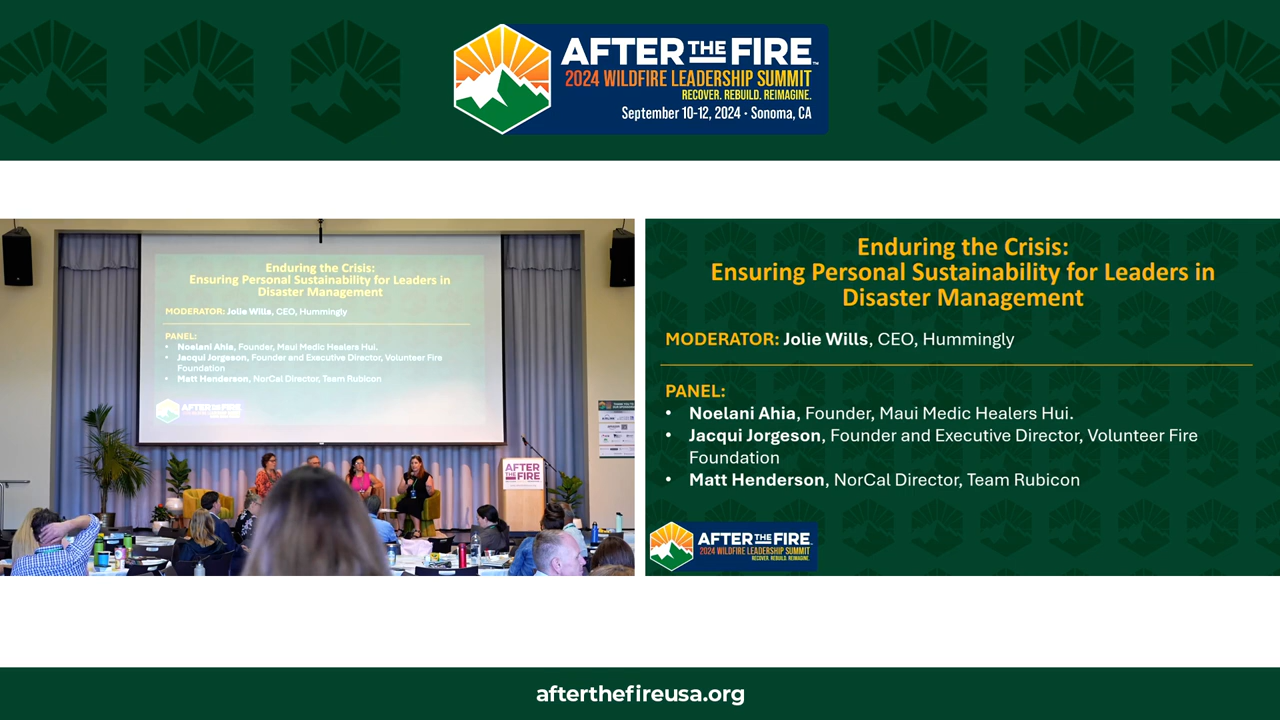 AFTER THE FIRE™
2024 WILDFIRE LEADERSHIP SUMMIT
RECOVER. REBUILD. REIMAGINE.
September 10-12, 2024 · Sonoma, CA
Enduring the Crisis:
Ensuring Personal Sustainability for Leaders in
Disaster Management
MODERATOR: Jolie Wills, CEO, Hummingly
PANEL:
• Noelani Ahia, Founder, Maui Medic Healers Hui.
• Jacqui Jorgeson, Founder and Executive Director, Volunteer Fire
Foundation
• Matt Henderson, NorCal Director, Team Rubicon
AFTER
THE FIRE
Enduring the Crisis:
Ensuring Personal Sustainability for Leaders in
Disaster Management
MODERATOR: Jolie Wills, CEO, Hummingly
PANEL:
• Noelani Ahia, Founder, Maui Medic Healers Hui.
• Jacqui Jorgeson, Founder and Executive Director, Volunteer Fire
Foundation
• Matt Henderson, NorCal Director, Team Rubicon
AFTER THE FIRE
2024 WILDFIRE LEADERSHIP SUMMIT
RECOVER. REBUILD. REIMAGINE.
afterthefireusa.org